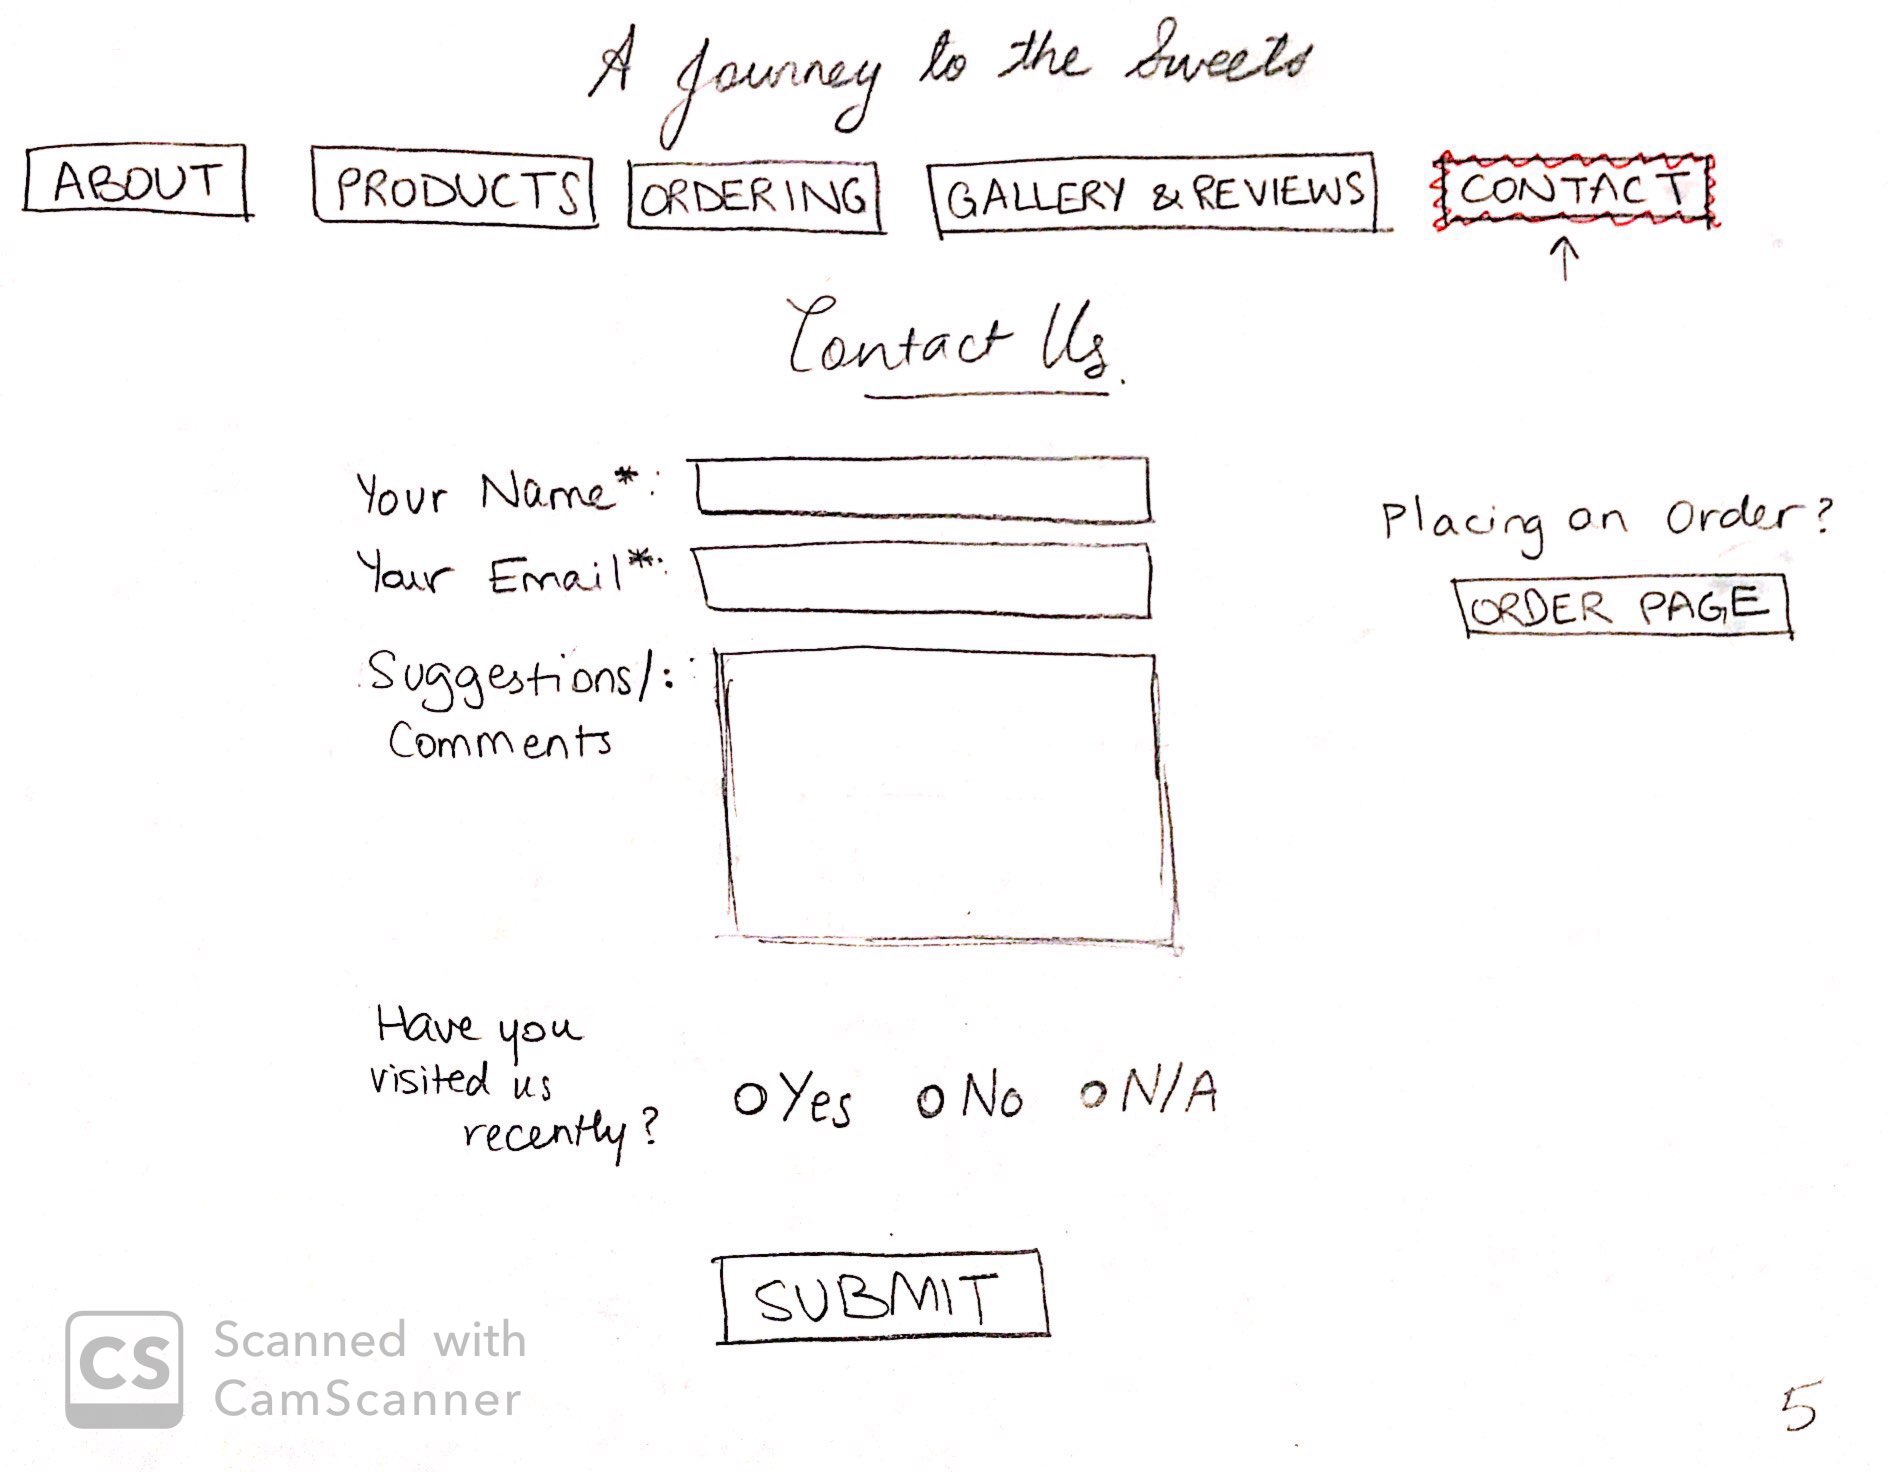 A Journey to the Sweets
ABOUT PRODUCTS ORDERING GALLERY & REVIEWS CONTACT
Contact Us.
Your Name*:
Your Email*:
Suggestions/:
Comments
Placing an Order?
ORDER PAGE
Have you
visited us
recently?
Yes No N/A
SUBMIT
CS Scanned with
CamScanner
5